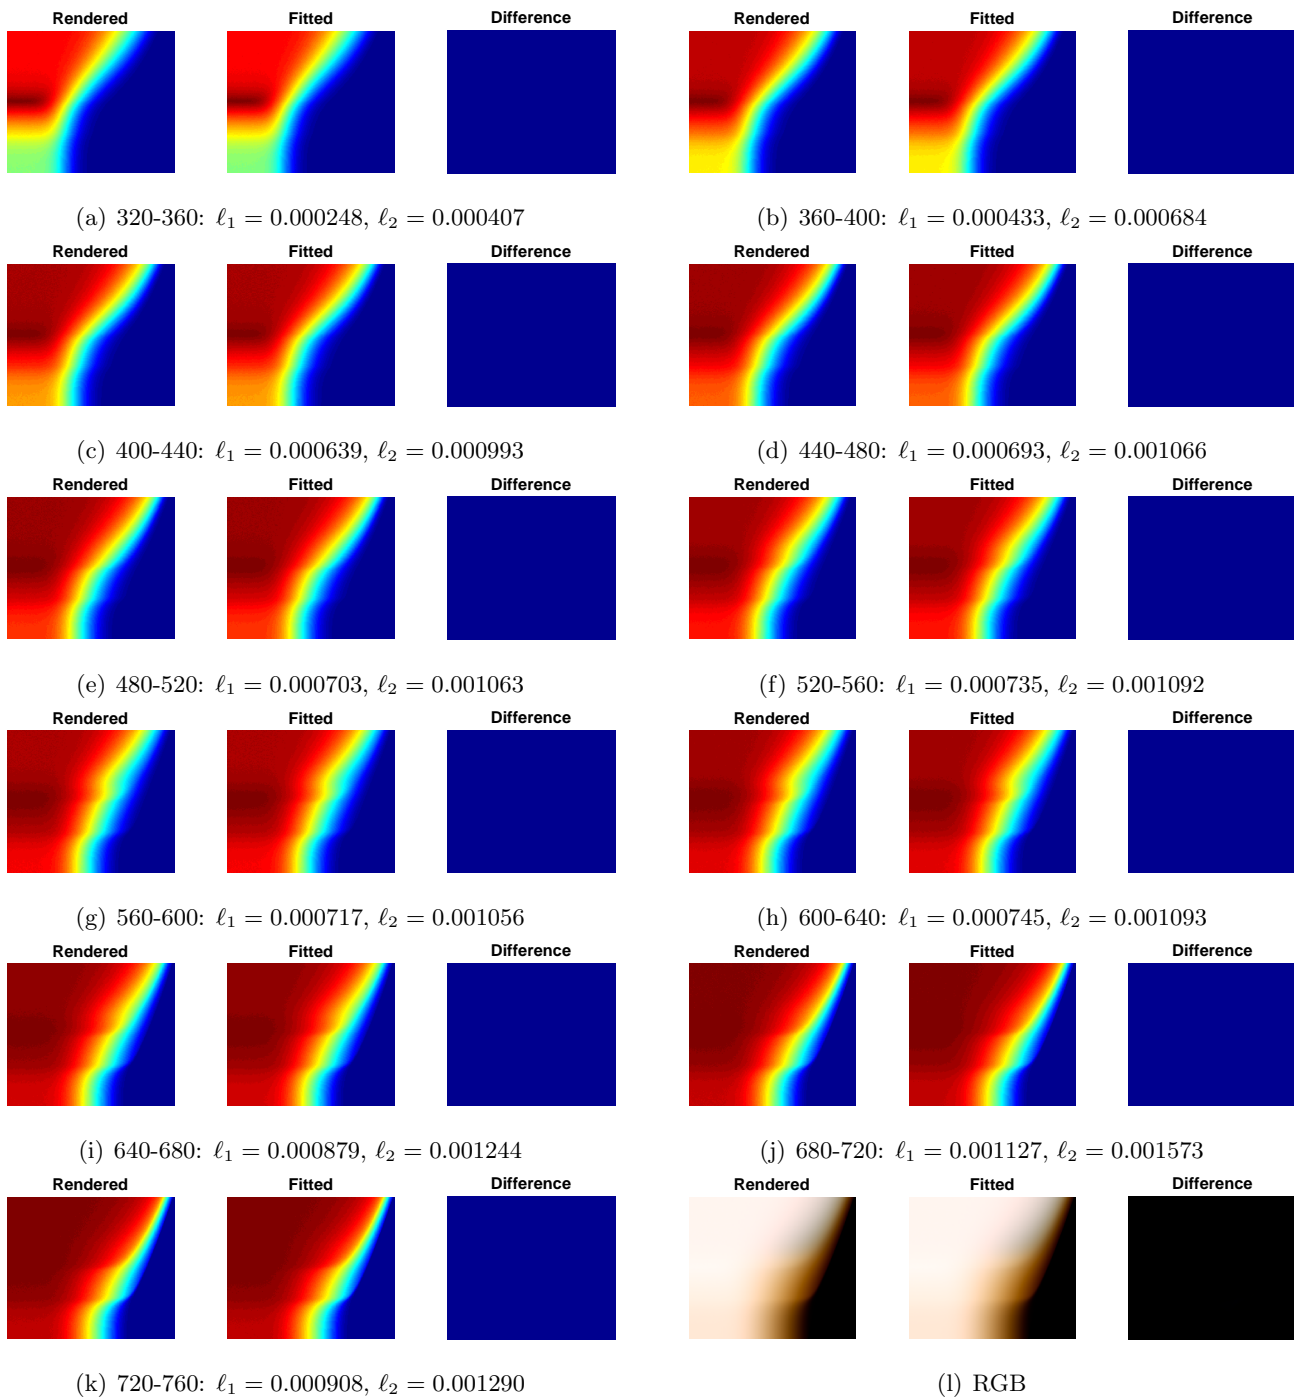 Rendered Fitted Difference Rendered Fitted Difference
(a) 320-360: ℓ₁ = 0.000248, ℓ₂ = 0.000407 (b) 360-400: ℓ₁ = 0.000433, ℓ₂ = 0.000684
Rendered Fitted Difference Rendered Fitted Difference
(c) 400-440: ℓ₁ = 0.000639, ℓ₂ = 0.000993 (d) 440-480: ℓ₁ = 0.000693, ℓ₂ = 0.001066
Rendered Fitted Difference Rendered Fitted Difference
(e) 480-520: ℓ₁ = 0.000703, ℓ₂ = 0.001063 (f) 520-560: ℓ₁ = 0.000735, ℓ₂ = 0.001092
Rendered Fitted Difference Rendered Fitted Difference
(g) 560-600: ℓ₁ = 0.000717, ℓ₂ = 0.001056 (h) 600-640: ℓ₁ = 0.000745, ℓ₂ = 0.001093
Rendered Fitted Difference Rendered Fitted Difference
(i) 640-680: ℓ₁ = 0.000879, ℓ₂ = 0.001244 (j) 680-720: ℓ₁ = 0.001127, ℓ₂ = 0.001573
Rendered Fitted Difference Rendered Fitted Difference
(k) 720-760: ℓ₁ = 0.000908, ℓ₂ = 0.001290 (l) RGB